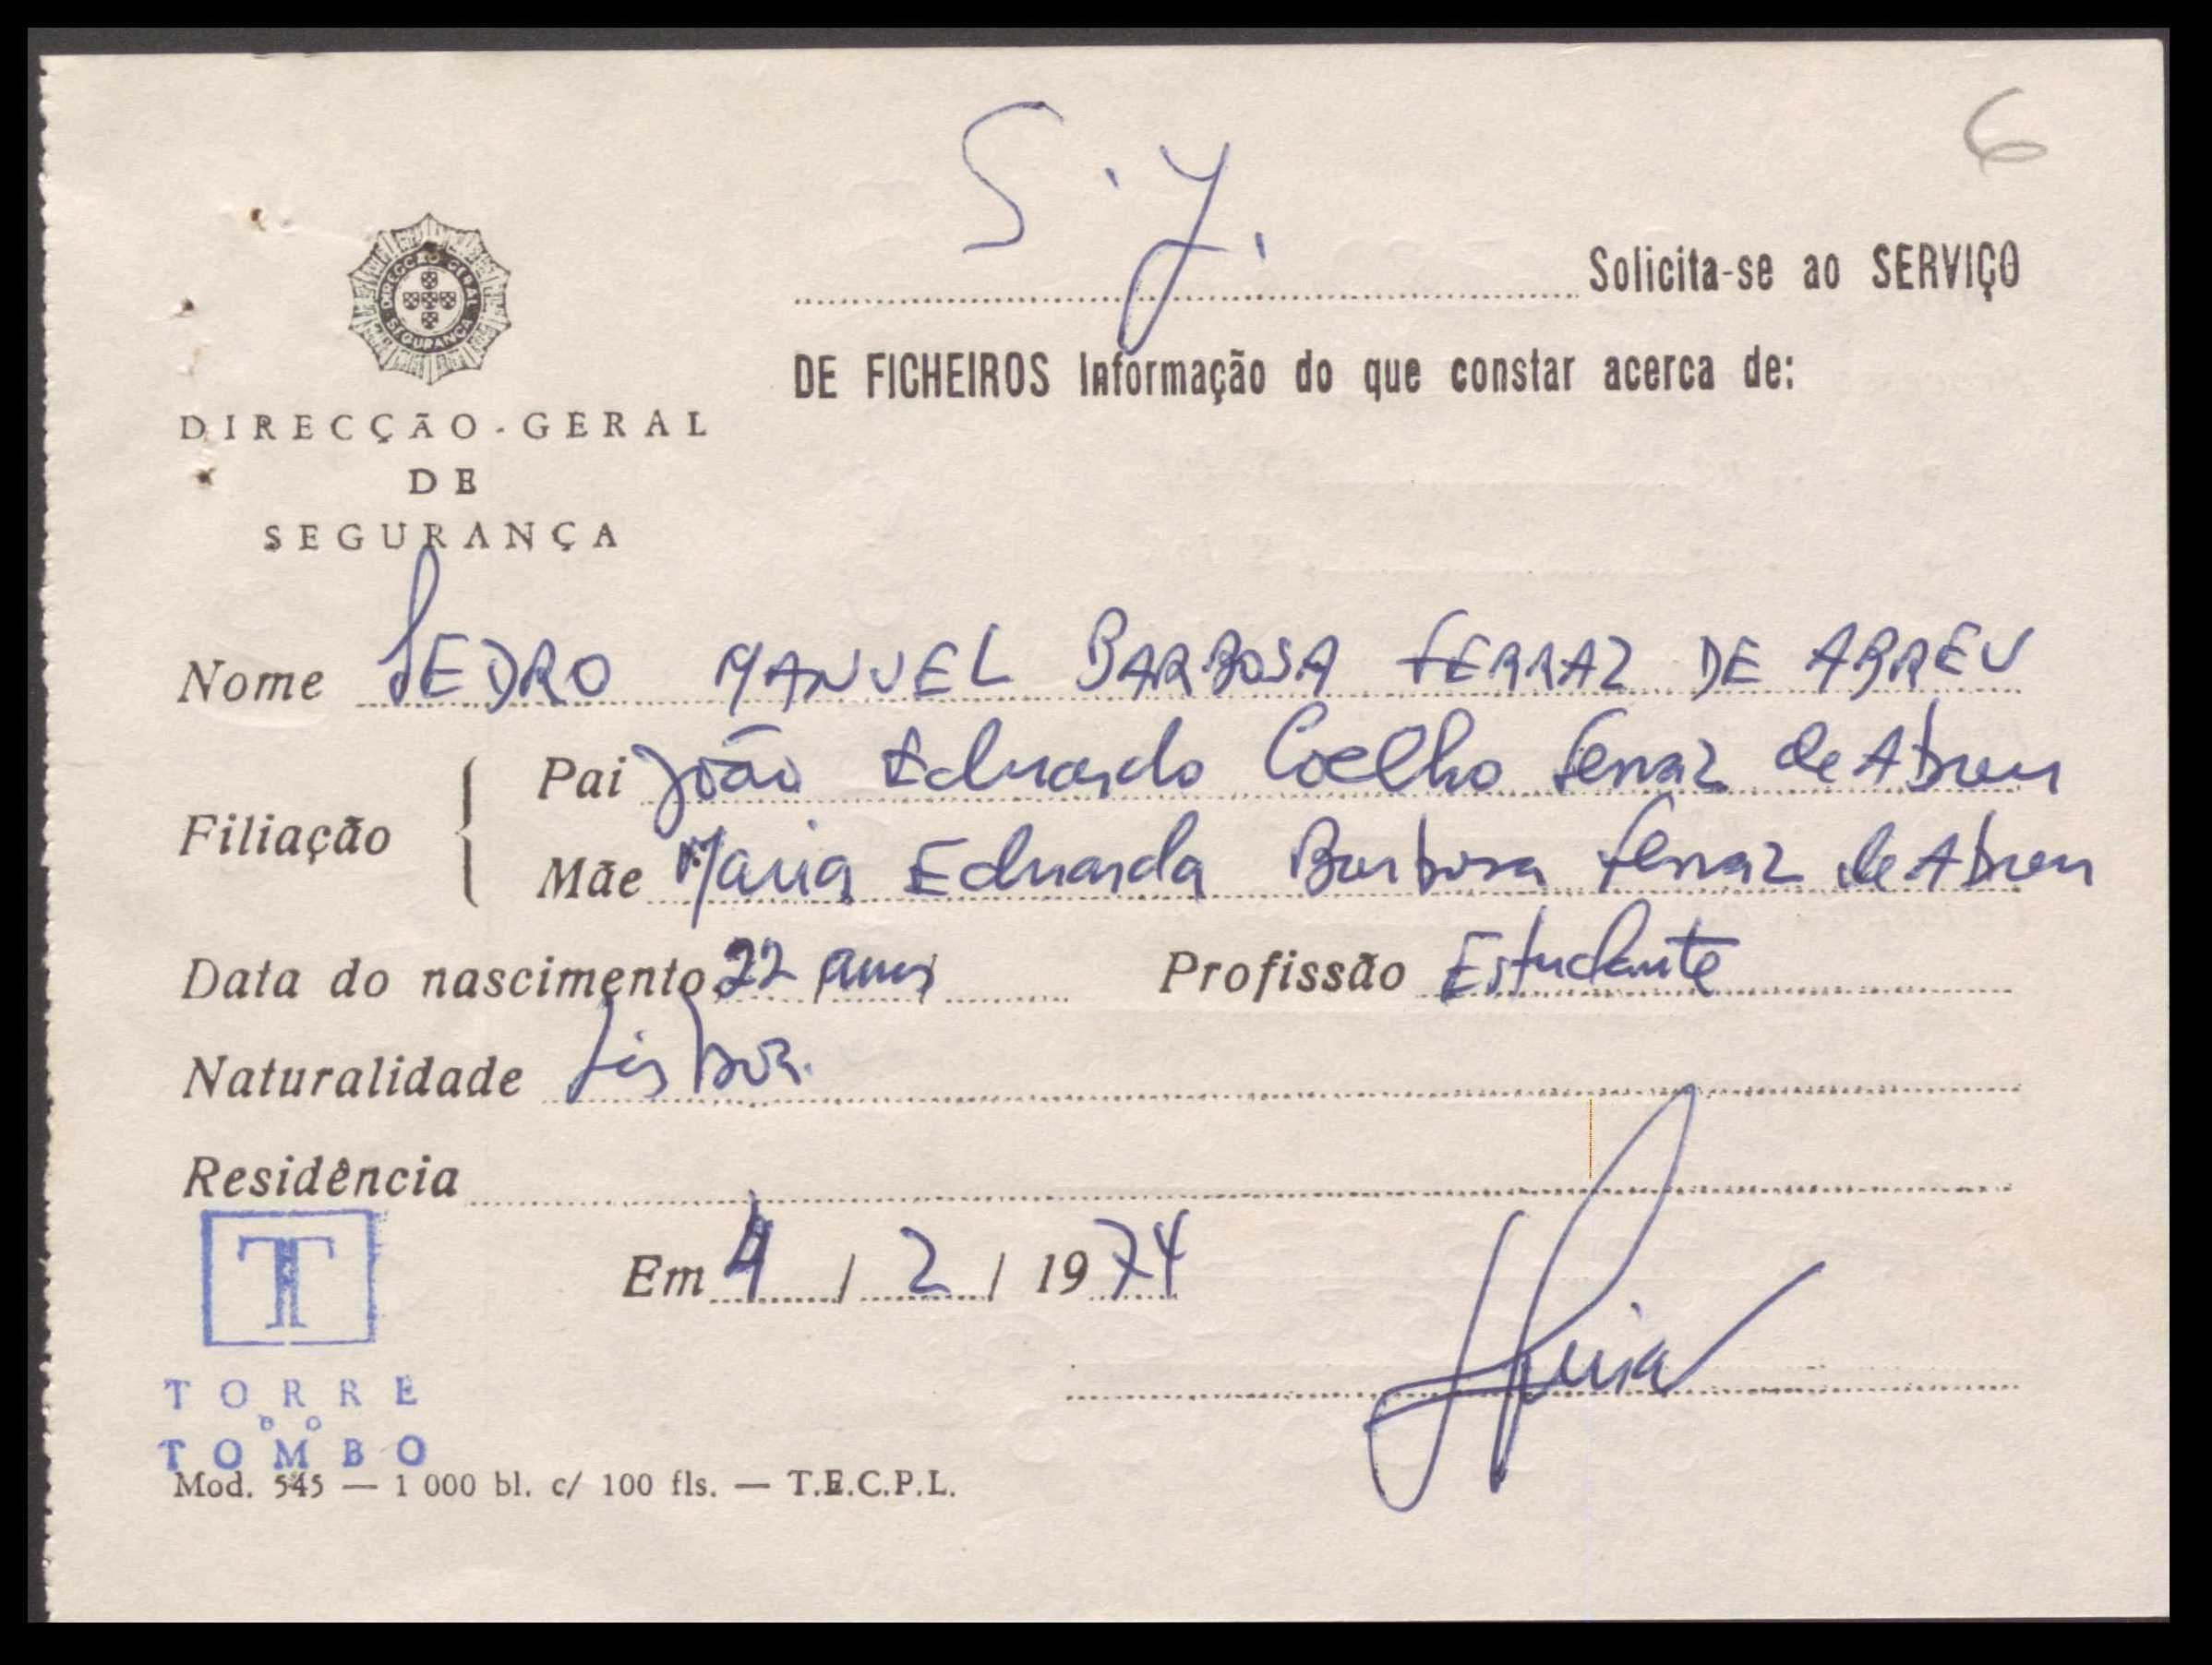 6
S. J.
Solicita-se ao SERVIÇO
DE FICHEIROS Informação do que constar acerca de:
DIRECÇÃO GERAL SEGURANÇA
DIRECÇÃO-GERAL
DE
SEGURANÇA
Nome PEDRO MANUEL BARBOSA FERRAZ DE ABREU
Filiação
Pai João Eduardo Coelho Ferraz de Abreu
Mãe Maria Eduarda Barbosa Ferraz de Abreu
Data do nascimento 22 anos Profissão Estudante
Naturalidade Lisboa.
Residência
Em 4 / 2 / 1974
T
TORRE
DO
TOMBO
Mod. 545 — 1 000 bl. c/ 100 fls. — T.E.C.P.L.